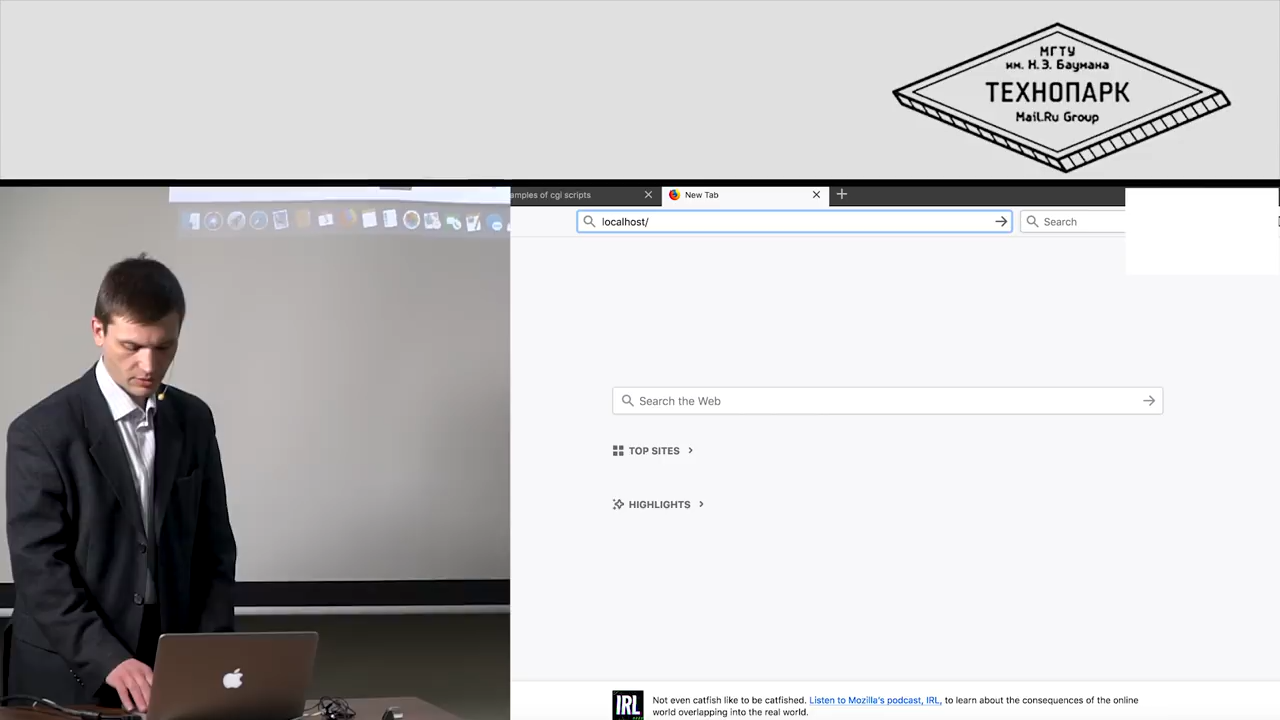 МГТУ
им. Н.Э. Баумана
ТЕХНОПАРК
Mail.Ru Group
amples of cgi scripts
New Tab
localhost/
Search
Search the Web
TOP SITES
HIGHLIGHTS
IRL
Not even catfish like to be catfished. Listen to Mozilla's podcast, IRL, to learn about the consequences of the online
world overlapping into the real world.